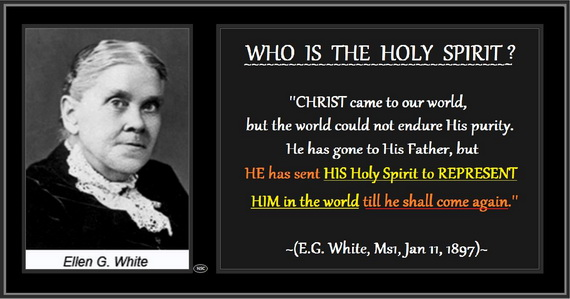 WHO IS THE HOLY SPIRIT?
"CHRIST came to our world,
but the world could not endure His purity.
He has gone to His Father, but
HE has sent HIS Holy Spirit to REPRESENT
HIM in the world till he shall come again."
~(E.G. White, Ms1, Jan 11, 1897)~
Ellen G. White